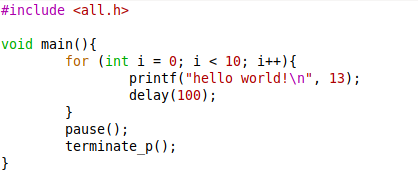 #include <all.h>

void main(){
        for (int i = 0; i < 10; i++){
                printf("hello world!\n", 13);
                delay(100);
        }
        pause();
        terminate_p();
}